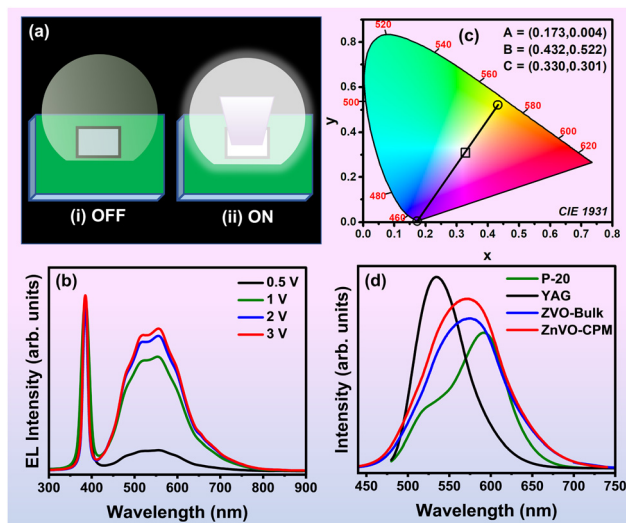 (a)
(i) OFF
(ii) ON
(c)
A = (0.173,0.004)
B = (0.432,0.522)
C = (0.330,0.301)
520
540
560
580
600
620
500
480
460
0.8
0.6
0.4
0.2
0.0
y
0.0 0.1 0.2 0.3 0.4 0.5 0.6 0.7 0.8
x
CIE 1931
(b)
0.5 V
1 V
2 V
3 V
EL Intensity (arb. units)
300 400 500 600 700 800 900
Wavelength (nm)
(d)
P-20
YAG
ZVO-Bulk
ZnVO-CPM
Intensity (arb. units)
450 500 550 600 650 700 750
Wavelength (nm)